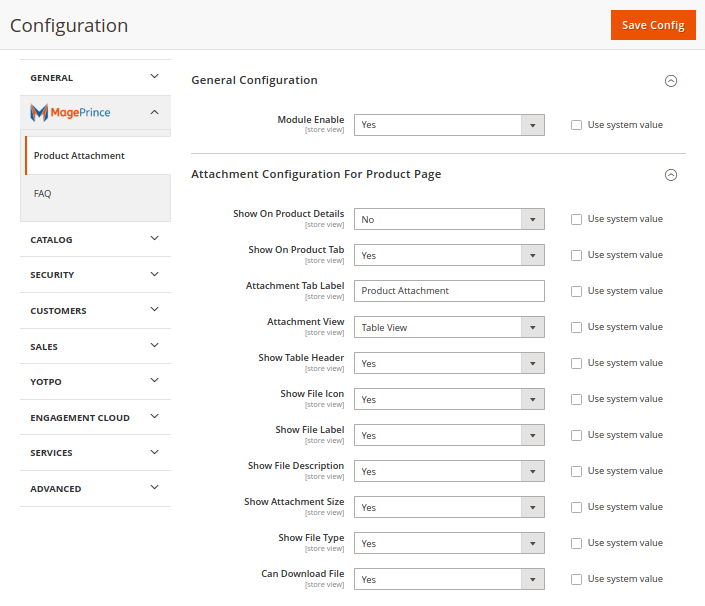 Configuration
Save Config
GENERAL
MagePrince
Product Attachment
FAQ
CATALOG
SECURITY
CUSTOMERS
SALES
YOTPO
ENGAGEMENT CLOUD
SERVICES
ADVANCED
General Configuration
Module Enable Yes Use system value
[store view]
Attachment Configuration For Product Page
Show On Product Details No Use system value
[store view]
Show On Product Tab Yes Use system value
[store view]
Attachment Tab Label Product Attachment Use system value
[store view]
Attachment View Table View Use system value
[store view]
Show Table Header Yes Use system value
[store view]
Show File Icon Yes Use system value
[store view]
Show File Label Yes Use system value
[store view]
Show File Description Yes Use system value
[store view]
Show Attachment Size Yes Use system value
[store view]
Show File Type Yes Use system value
[store view]
Can Download File Yes Use system value
[store view]